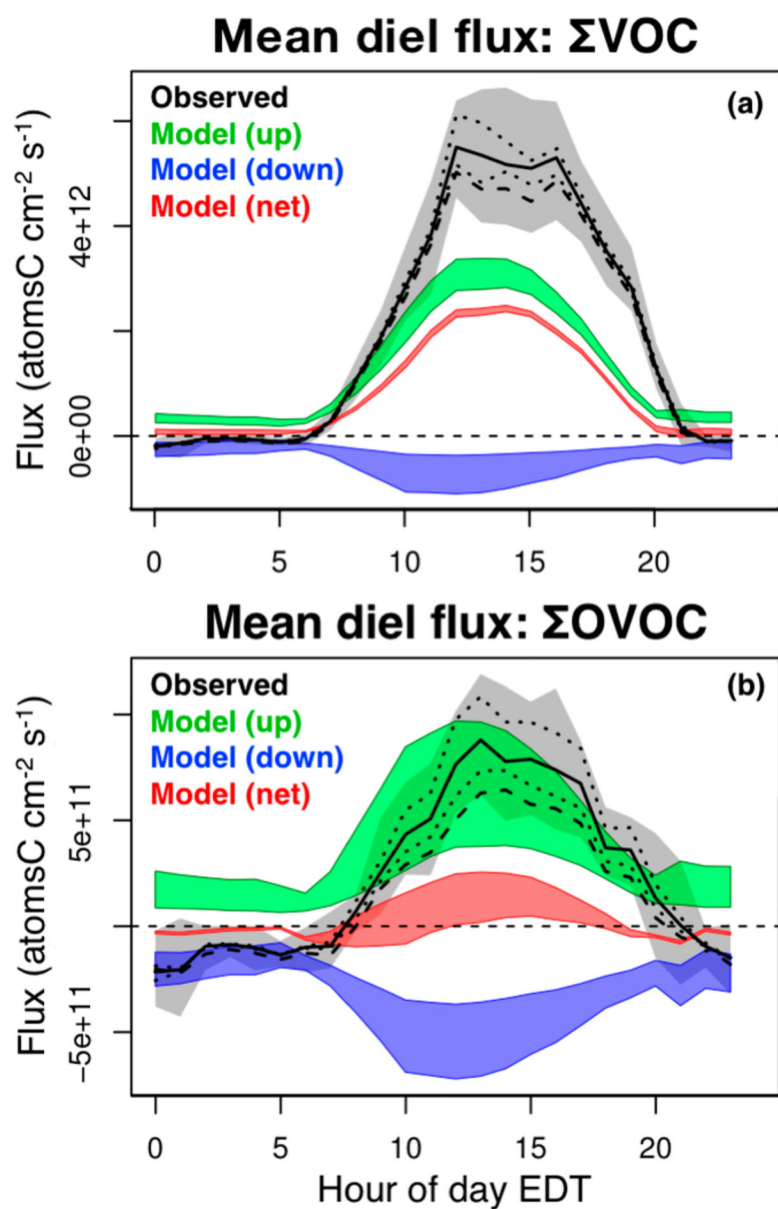 Mean diel flux: ΣVOC
Observed
(a)
Model (up)
Model (down)
Model (net)
Flux (atomsC cm⁻² s⁻¹)
4e+12
0e+00
0 5 10 15 20
Mean diel flux: ΣOVOC
Observed
(b)
Model (up)
Model (down)
Model (net)
Flux (atomsC cm⁻² s⁻¹)
5e+11
−5e+11
0 5 10 15 20
Hour of day EDT